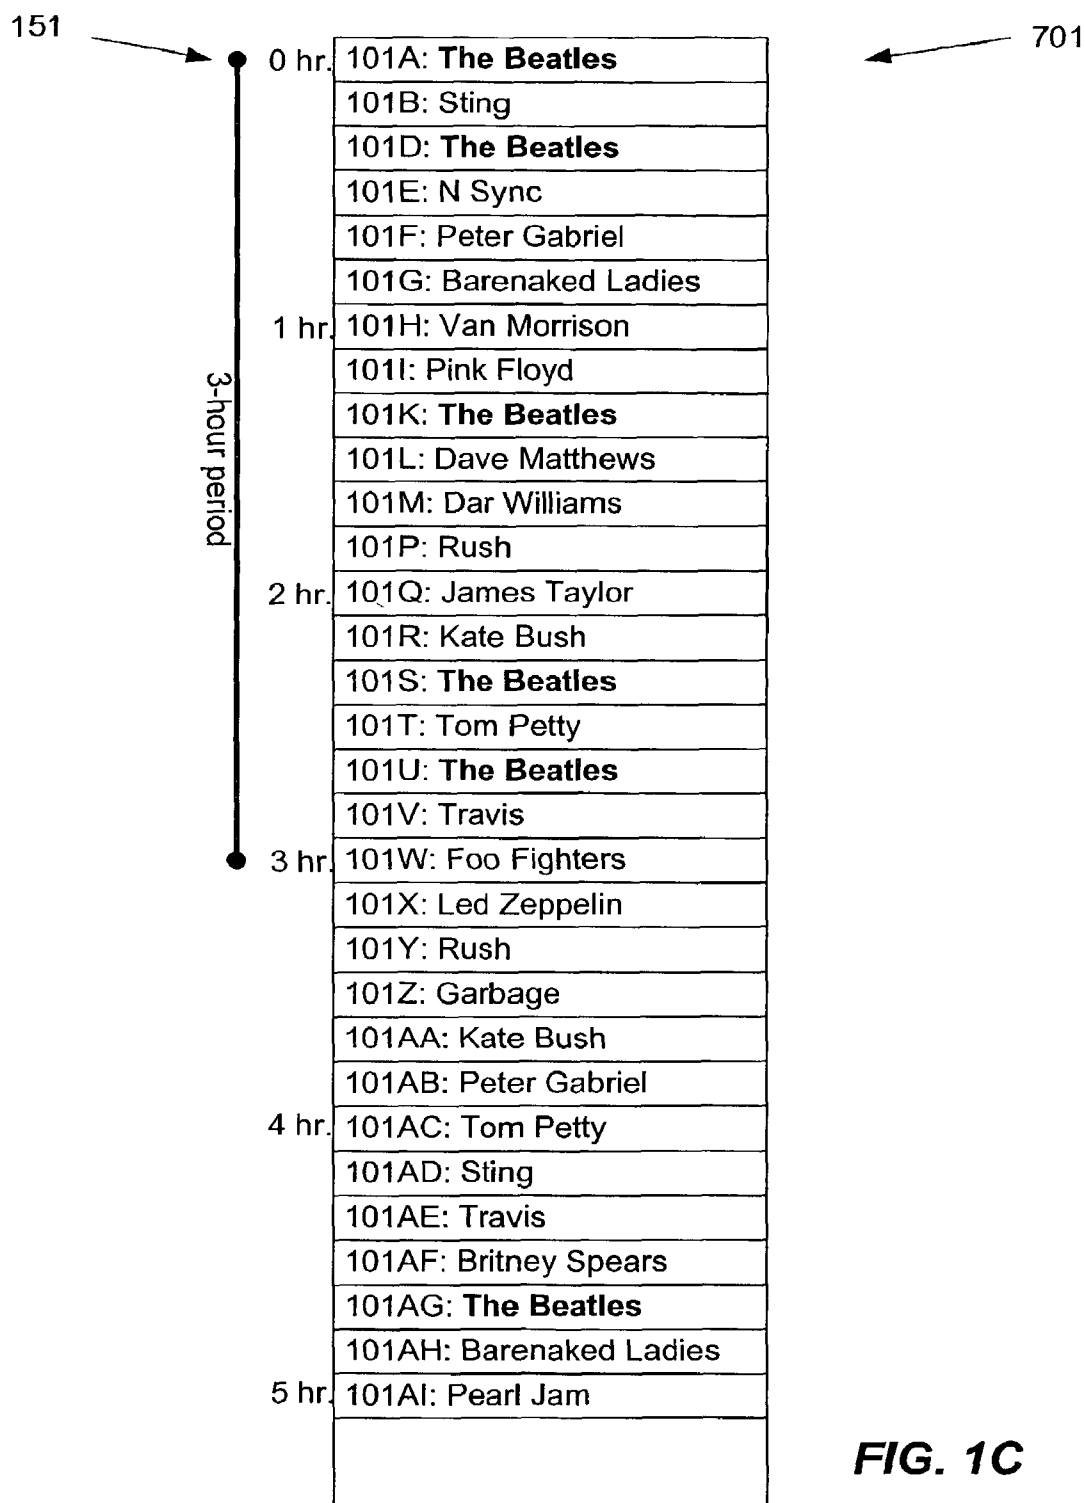 151
701
0 hr. 101A: The Beatles
101B: Sting
101D: The Beatles
101E: N Sync
101F: Peter Gabriel
101G: Barenaked Ladies
1 hr. 101H: Van Morrison
101I: Pink Floyd
101K: The Beatles
101L: Dave Matthews
101M: Dar Williams
101P: Rush
2 hr. 101Q: James Taylor
101R: Kate Bush
101S: The Beatles
101T: Tom Petty
101U: The Beatles
101V: Travis
3 hr. 101W: Foo Fighters
3-hour period
101X: Led Zeppelin
101Y: Rush
101Z: Garbage
101AA: Kate Bush
101AB: Peter Gabriel
4 hr. 101AC: Tom Petty
101AD: Sting
101AE: Travis
101AF: Britney Spears
101AG: The Beatles
101AH: Barenaked Ladies
5 hr. 101AI: Pearl Jam
FIG. 1C